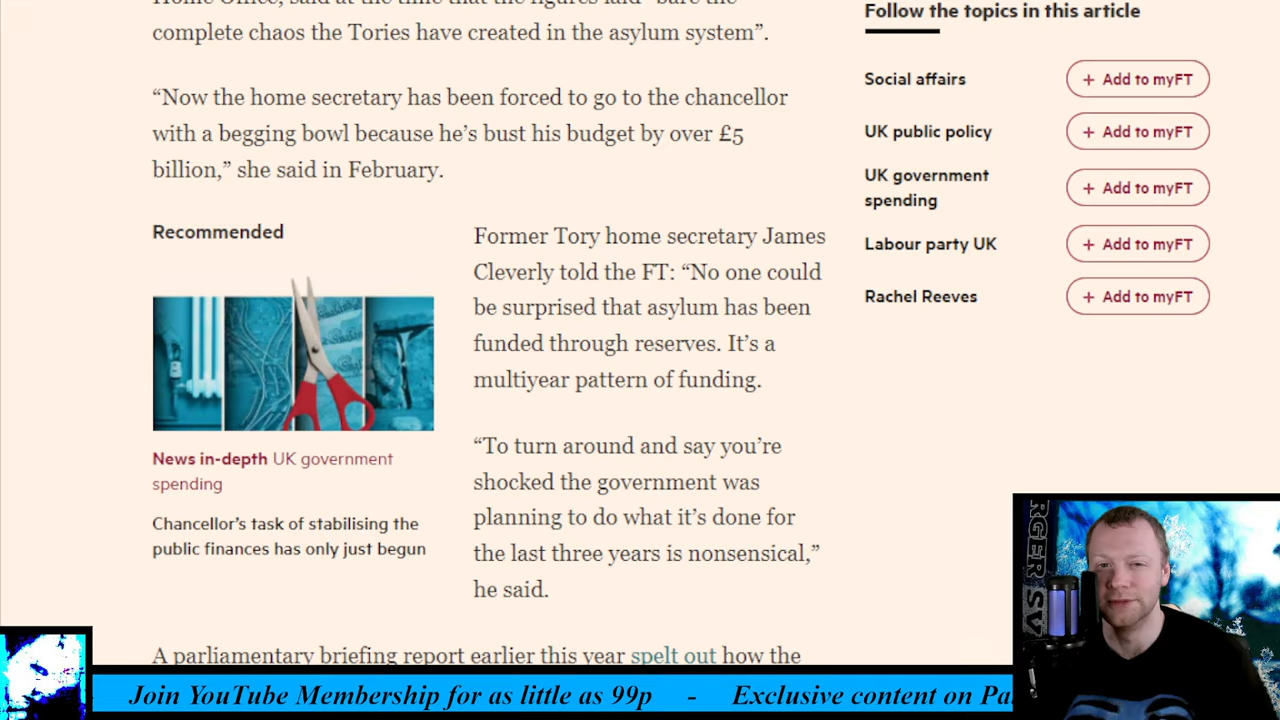 Home Office, said at the time that the figures laid “bare the
complete chaos the Tories have created in the asylum system”.
“Now the home secretary has been forced to go to the chancellor
with a begging bowl because he’s bust his budget by over £5
billion,” she said in February.
Recommended
News in-depth UK government
spending
Chancellor’s task of stabilising the
public finances has only just begun
Former Tory home secretary James
Cleverly told the FT: “No one could
be surprised that asylum has been
funded through reserves. It’s a
multiyear pattern of funding.
“To turn around and say you’re
shocked the government was
planning to do what it’s done for
the last three years is nonsensical,”
he said.
A parliamentary briefing report earlier this year spelt out how the
Follow the topics in this article
Social affairs + Add to myFT
UK public policy + Add to myFT
UK government
spending + Add to myFT
Labour party UK + Add to myFT
Rachel Reeves + Add to myFT
Join YouTube Membership for as little as 99p - Exclusive content on Pa